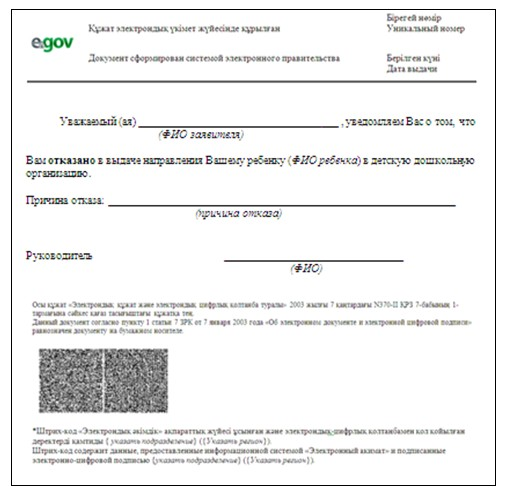 e.gov
Құжат электрондық үкімет жүйесінде құрылған
Документ сформирован системой электронного правительства
Бірегей нөмір
Уникальный номер
Берілген күні
Дата выдачи
Уважаемый (ая) ______________________________ , уведомляем Вас о том, что
(ФИО заявителя)
Вам отказано в выдаче направления Вашему ребенку (ФИО ребенка) в детскую дошкольную
организацию.
Причина отказа: ____________________________________________________
(причина отказа)
Руководитель ______________________
(ФИО)
Осы құжат «Электрондық құжат және электрондық цифрлық қолтаңба туралы» 2003 жылғы 7 қаңтардағы N370-II ҚРЗ 7-бабының 1-
тармағына сәйкес қағаз тасығыштағы құжатқа тең.
Данный документ согласно пункту 1 статьи 7 ЗРК от 7 января 2003 года «Об электронном документе и электронной цифровой подписи»
равнозначен документу на бумажном носителе.
*Штрих-код «Электрондық әкімдік» ақпараттық жүйесі ұсынған және электрондық-цифрлық қолтаңбамен қол қойылған
деректерді қамтиды { указать подразделение} ({Указать регион}).
Штрих-код содержит данные, предоставленные информационной системой «Электронный акимат» и подписанные
электронно-цифровой подписью {указать подразделение} ({Указать регион}).